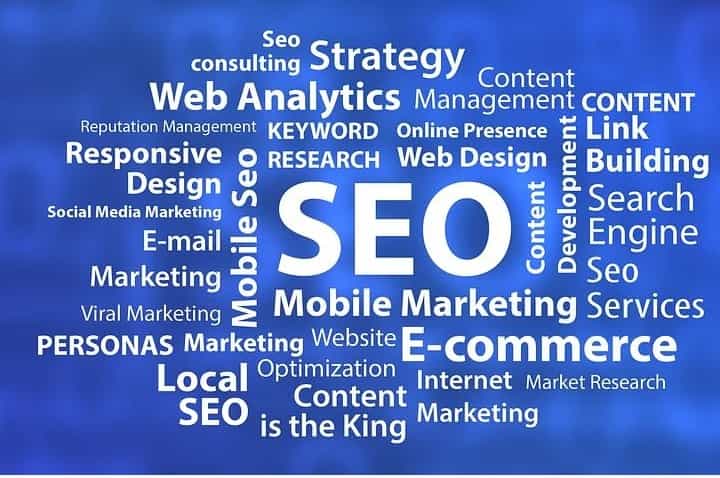 Seo
consulting
Strategy
Content
Management
Web Analytics
CONTENT
Reputation Management
KEYWORD
RESEARCH
Online Presence
Web Design
Link
Building
Responsive
Design
Social Media Marketing
E-mail
Marketing
Viral Marketing
Mobile Seo
SEO
Content
Development
Search
Engine
Seo
Services
Mobile Marketing
PERSONAS
Marketing
Website
Optimization
E-commerce
Local
SEO
Content
is the King
Internet
Marketing
Market Research